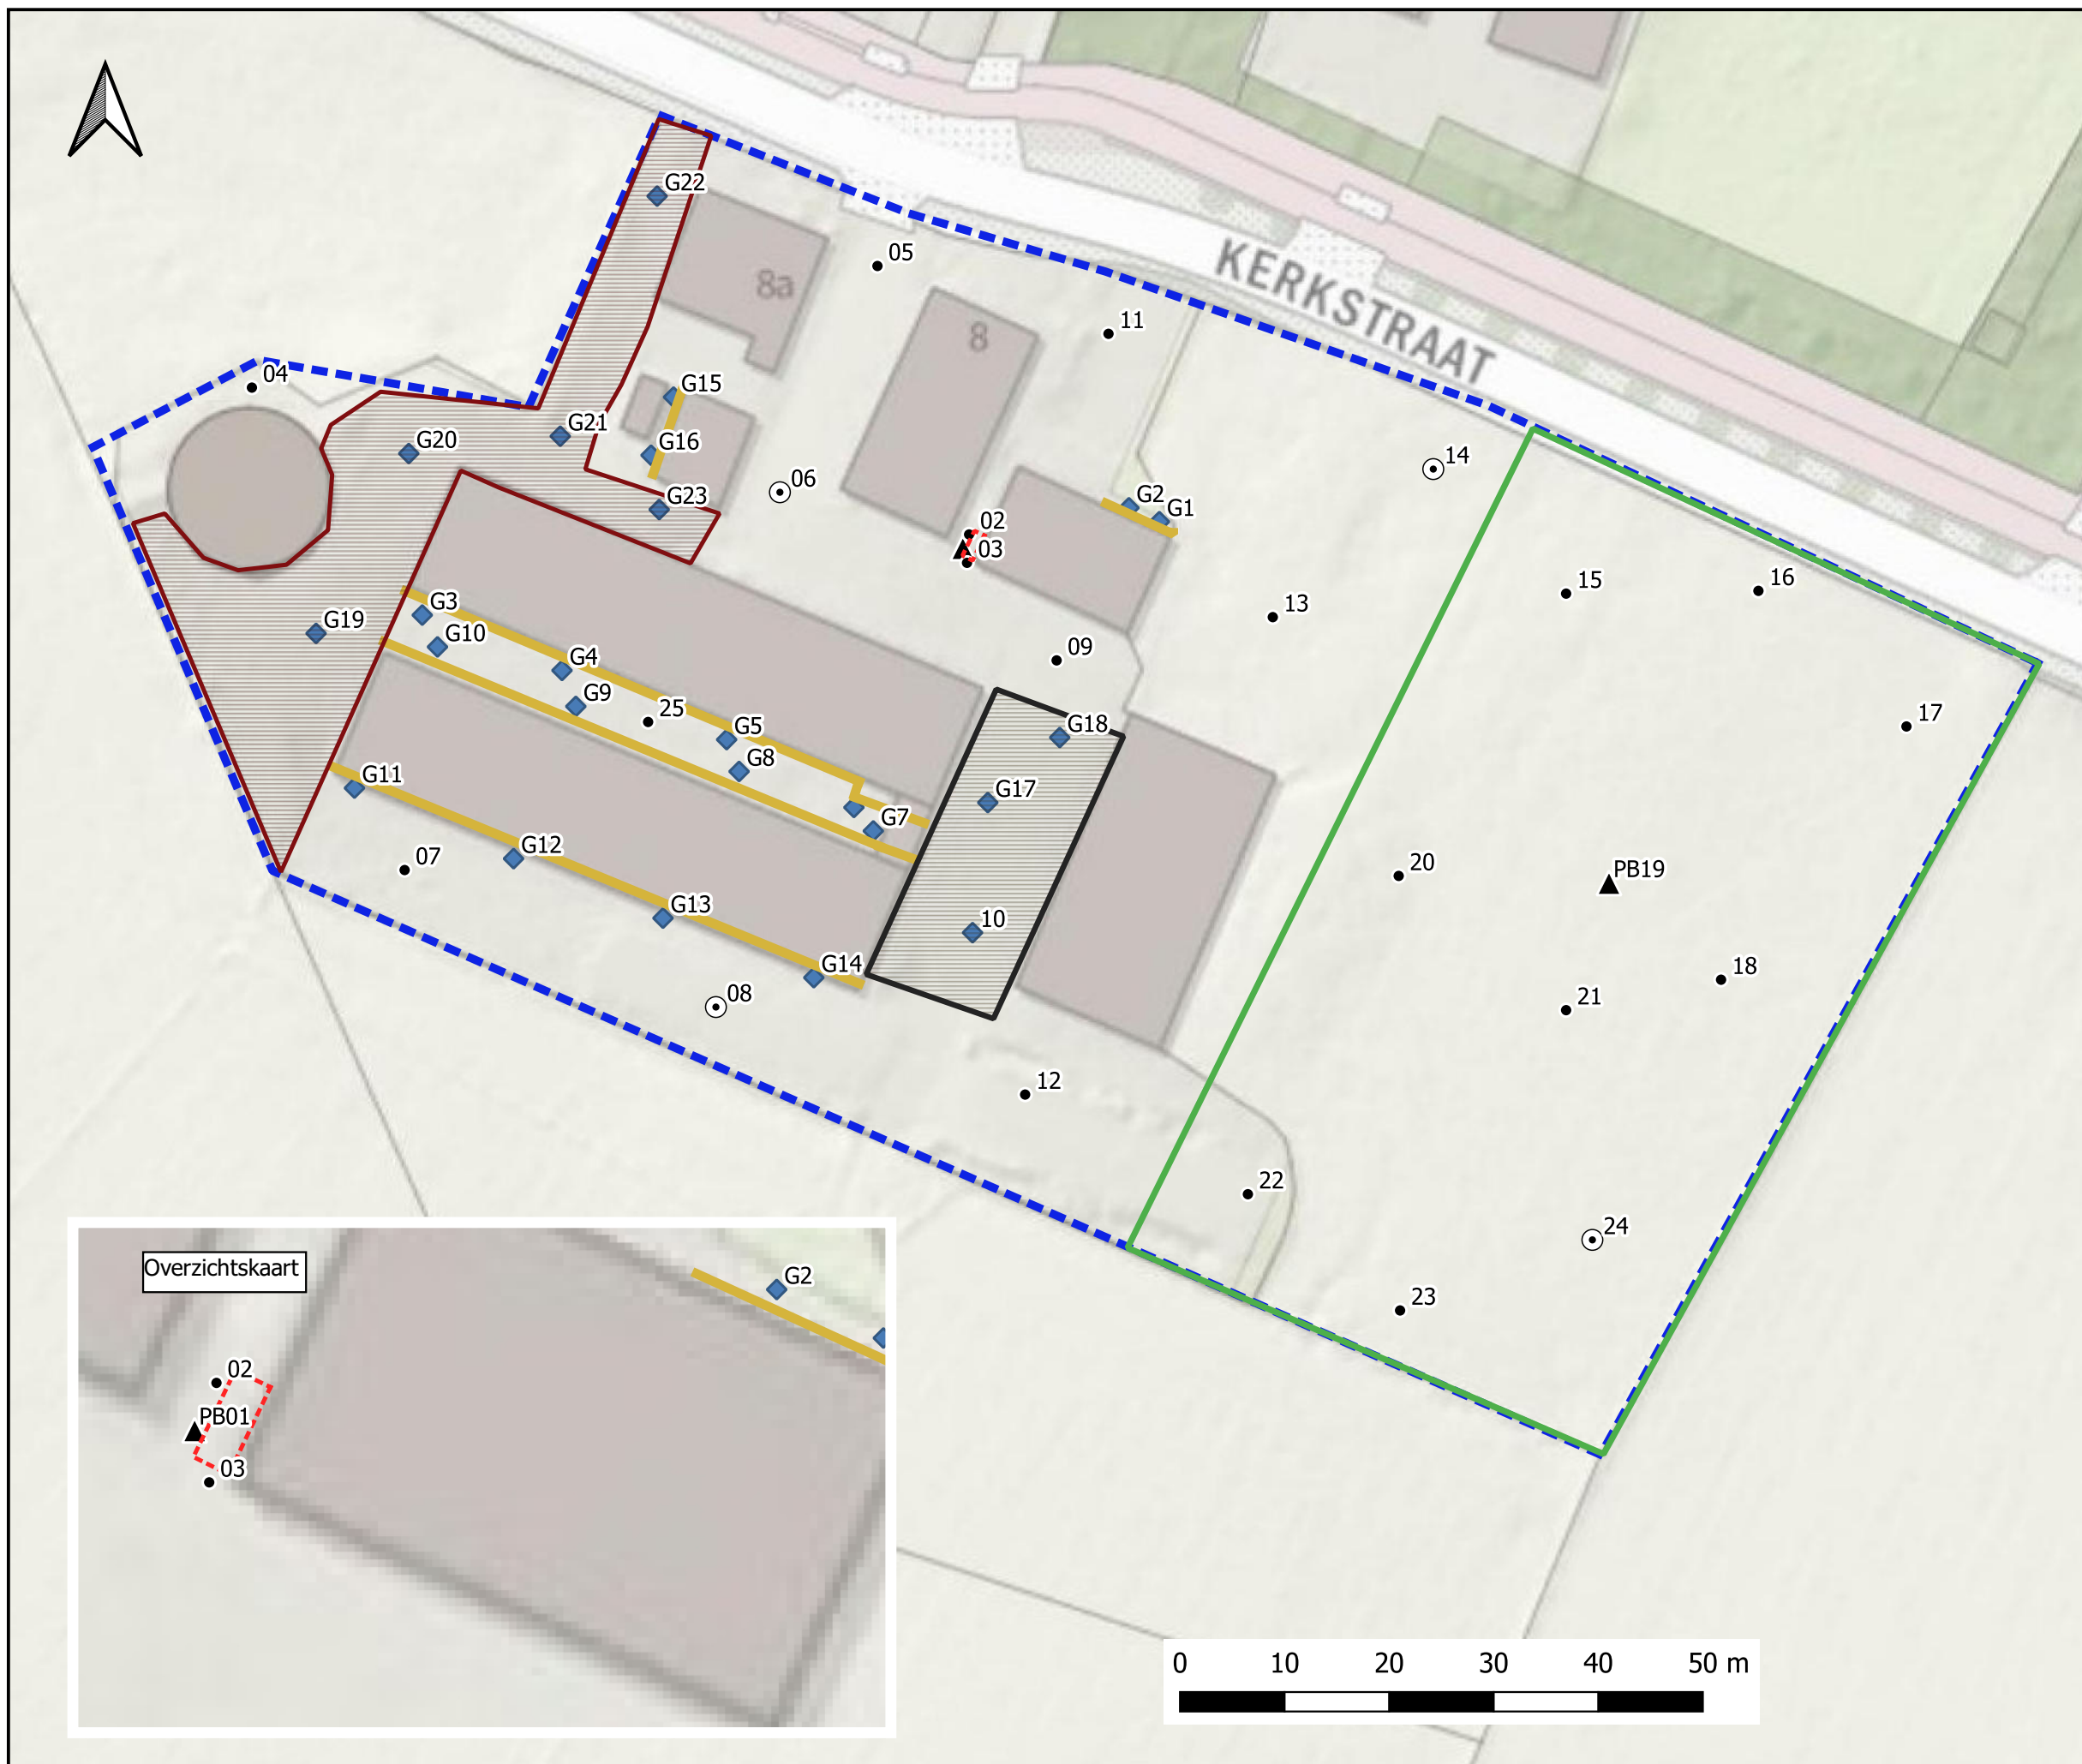 G22
8a
05
KERKSTRAAT
8
11
04
G15
G20
G21
G16
14
06
G23
G2
G1
02
03
15
16
13
G3
G19
G10
09
G4
G9
25
G5
G18
17
G8
G11
G17
G7
G12
07
20
PB19
G13
10
G14
18
08
21
12
22
24
23
Overzichtskaart
G2
02
PB01
03
0 10 20 30 40 50 m